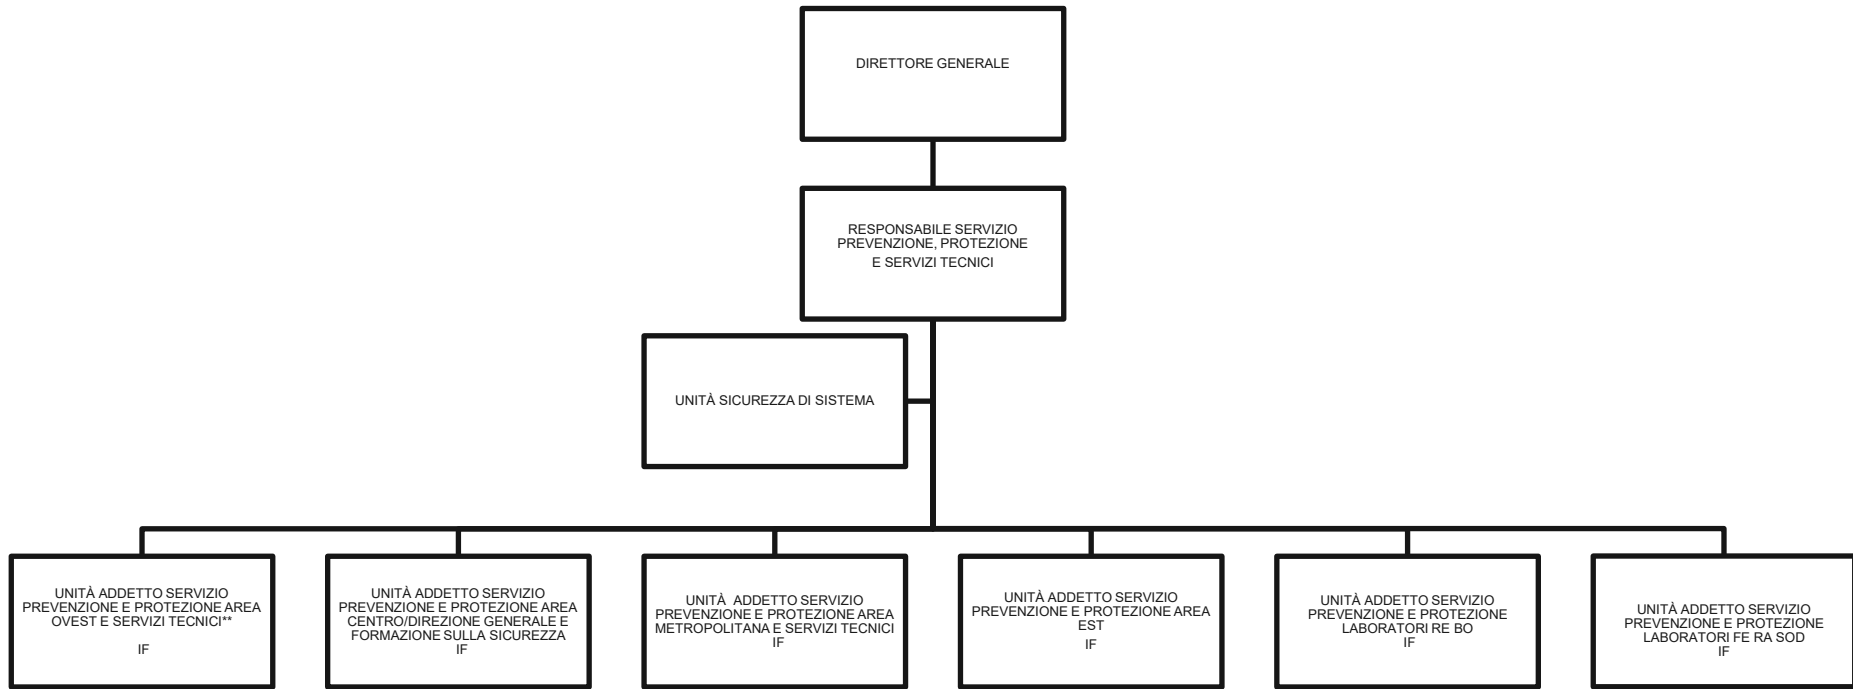 DIRETTORE GENERALE
RESPONSABILE SERVIZIO
PREVENZIONE, PROTEZIONE
E SERVIZI TECNICI
UNITÀ SICUREZZA DI SISTEMA
UNITÀ ADDETTO SERVIZIO
PREVENZIONE E PROTEZIONE AREA
OVEST E SERVIZI TECNICI**
IF
UNITÀ ADDETTO SERVIZIO
PREVENZIONE E PROTEZIONE AREA
CENTRO/DIREZIONE GENERALE E
FORMAZIONE SULLA SICUREZZA
IF
UNITÀ ADDETTO SERVIZIO
PREVENZIONE E PROTEZIONE AREA
METROPOLITANA E SERVIZI TECNICI
IF
UNITÀ ADDETTO SERVIZIO
PREVENZIONE E PROTEZIONE AREA
EST
IF
UNITÀ ADDETTO SERVIZIO
PREVENZIONE E PROTEZIONE
LABORATORI RE BO
IF
UNITÀ ADDETTO SERVIZIO
PREVENZIONE E PROTEZIONE
LABORATORI FE RA SOD
IF